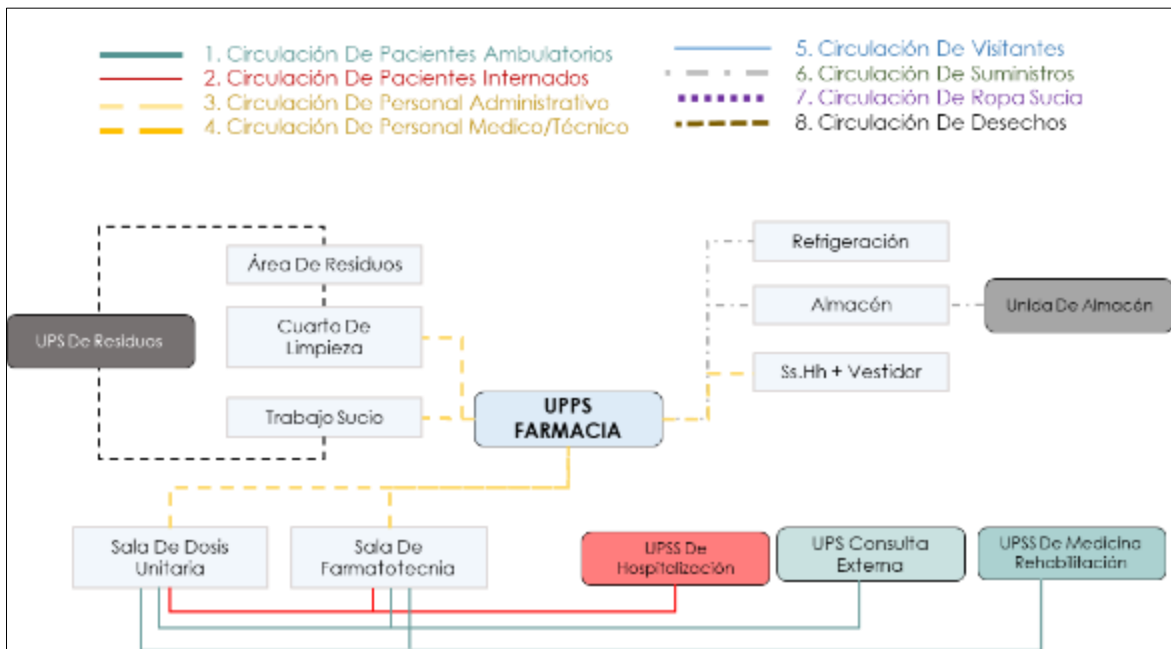 1. Circulación De Pacientes Ambulatorios
2. Circulación De Pacientes Internados
3. Circulación De Personal Administrativo
4. Circulación De Personal Medico/Técnico
5. Circulación De Visitantes
6. Circulación De Suministros
7. Circulación De Ropa Sucia
8. Circulación De Desechos
Área De Residuos
Cuarto De
Limpieza
UPS De Residuos
Trabajo Sucio
UPPS
FARMACIA
Refrigeración
Almacén
Unida De Almacén
Ss.Hh + Vestidor
Sala De Dosis
Unitaria
Sala De
Farmatotecnia
UPSS De
Hospitalización
UPS Consulta
Externa
UPSS De Medicina
Rehabilitación